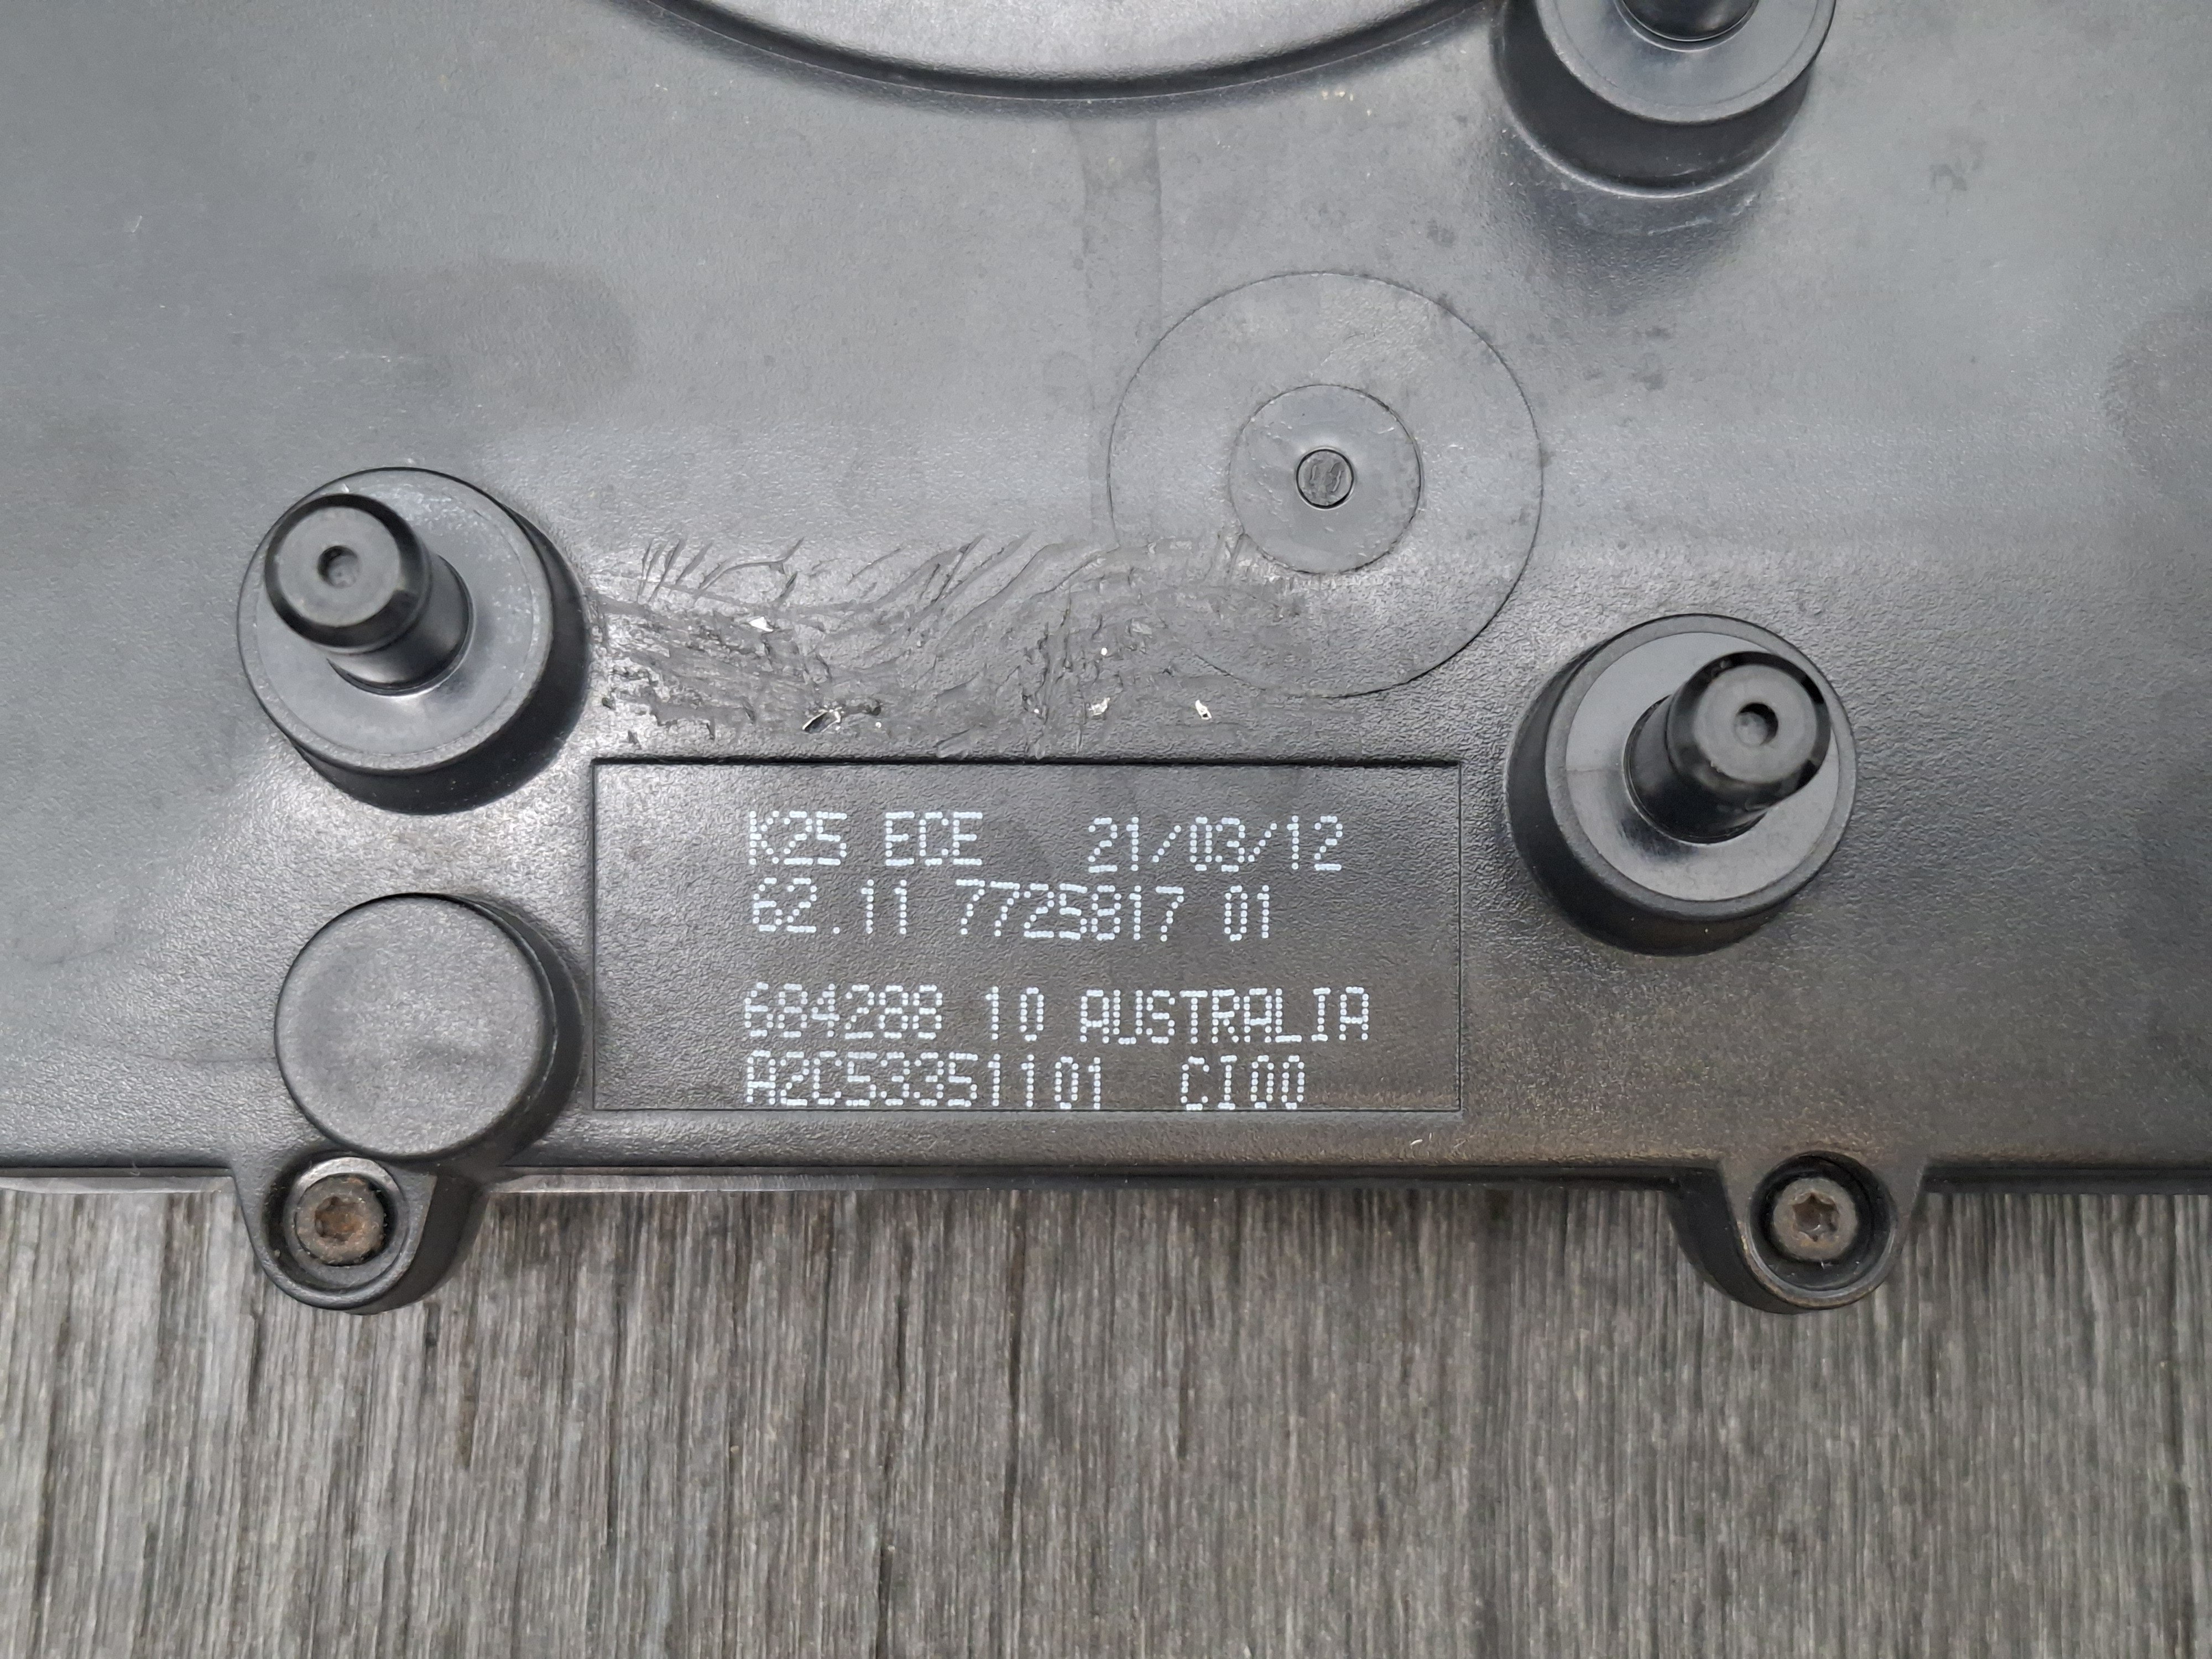 K25 ECE 21/03/12
62.11 7725817 01
684288 10 AUSTRALIA
A2C53351101 CI00